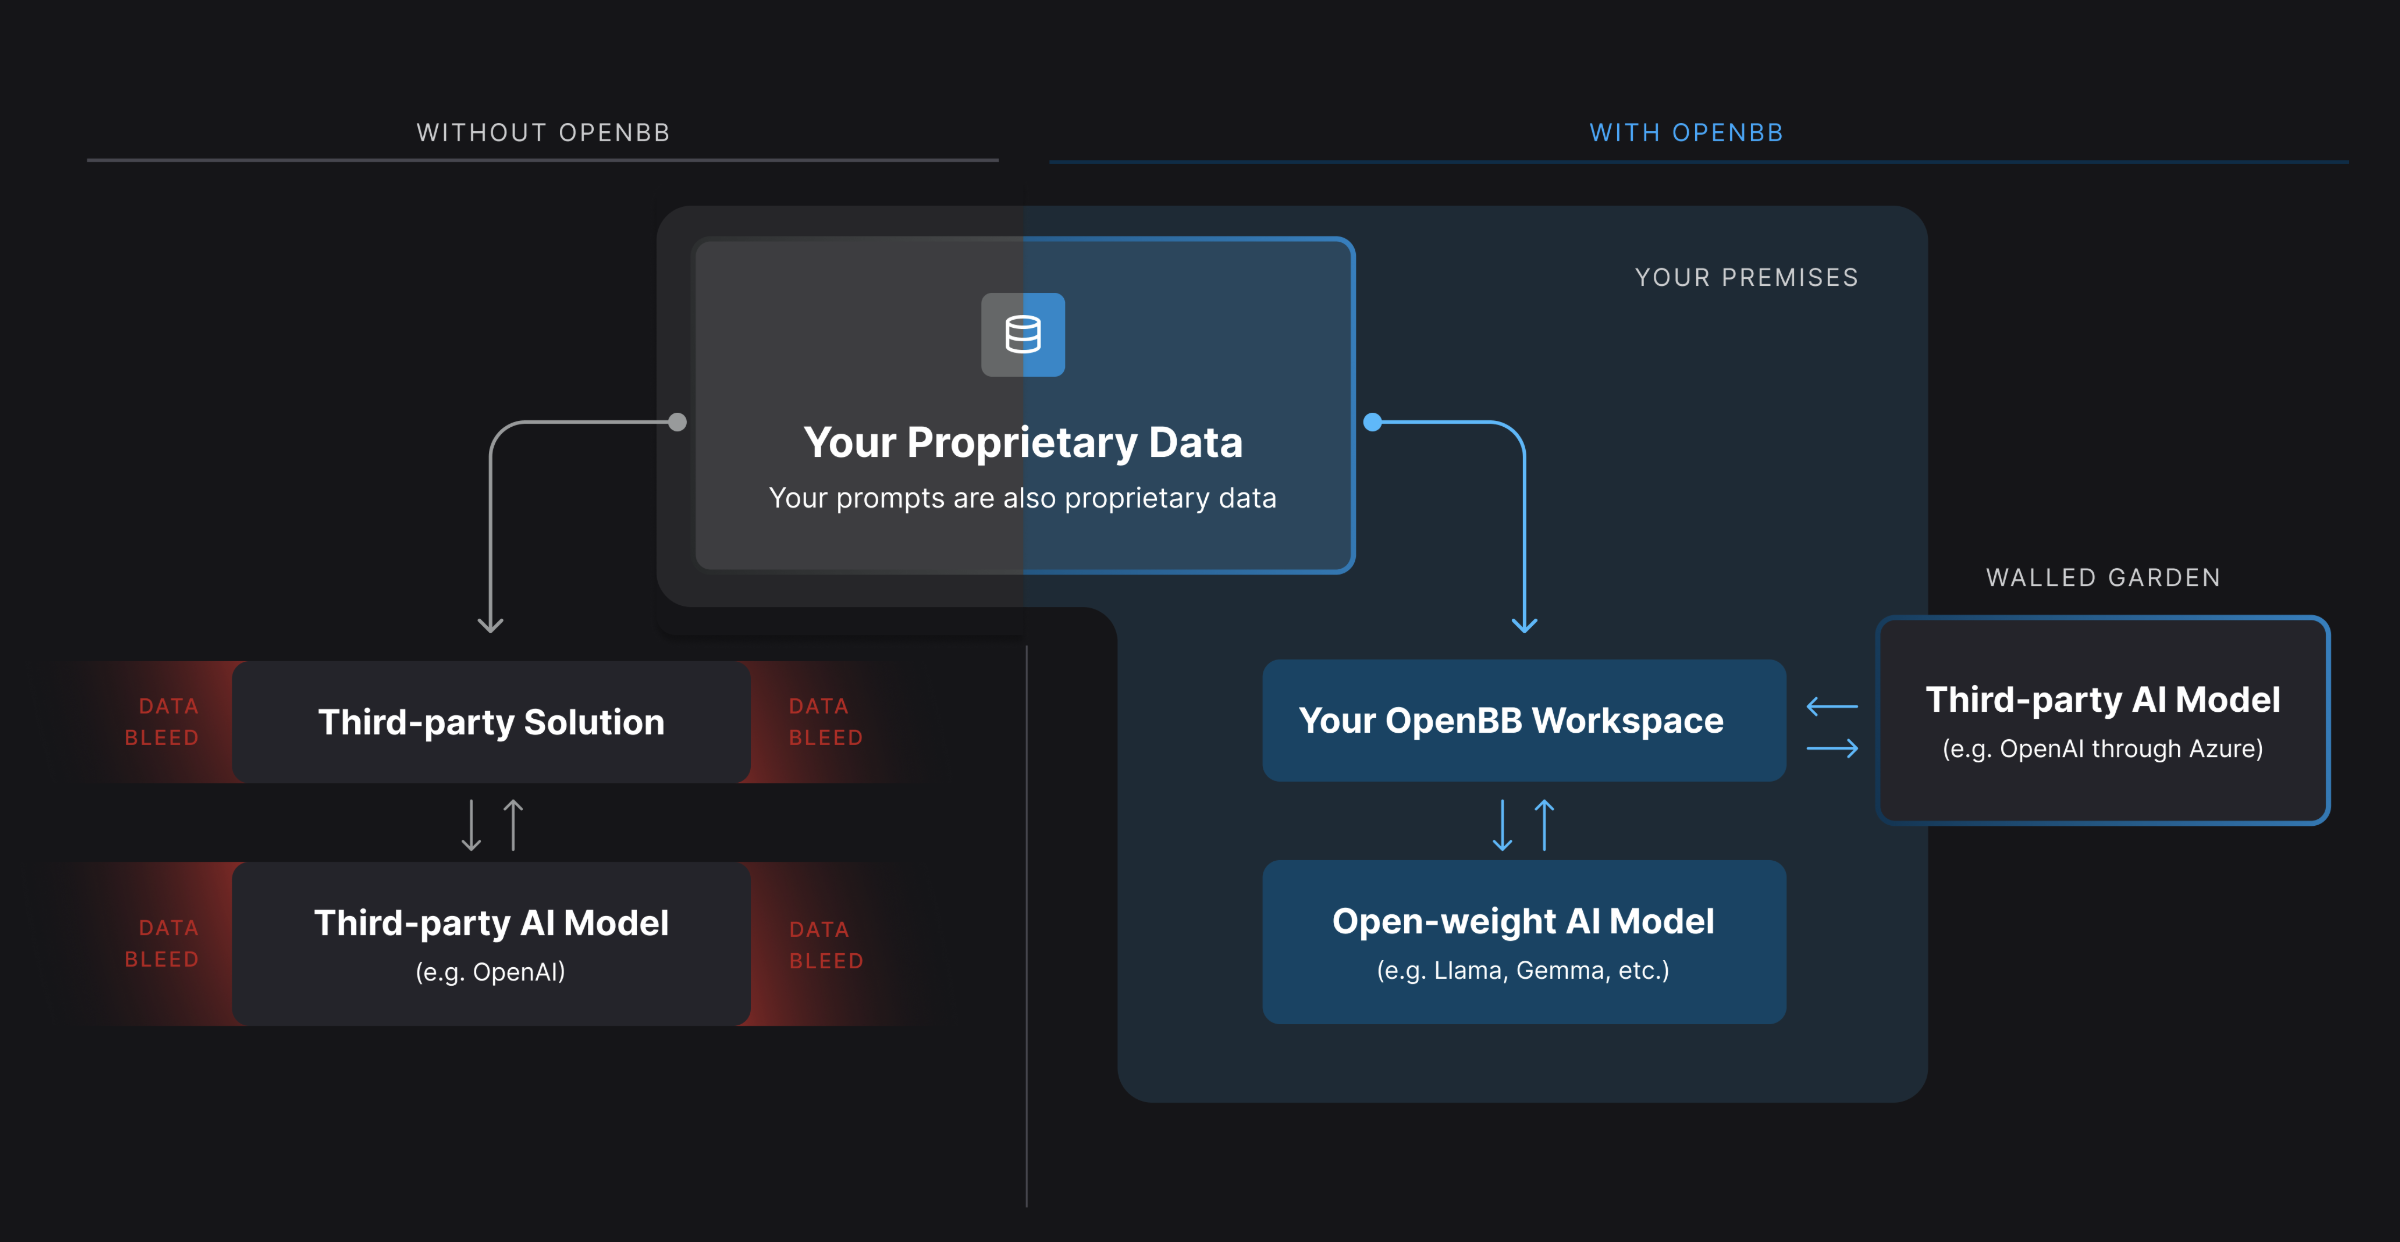 WITHOUT OPENBB
WITH OPENBB
YOUR PREMISES
Your Proprietary Data
Your prompts are also proprietary data
WALLED GARDEN
DATA
BLEED
Third-party Solution
DATA
BLEED
Your OpenBB Workspace
Third-party AI Model
(e.g. OpenAI through Azure)
DATA
BLEED
Third-party AI Model
(e.g. OpenAI)
DATA
BLEED
Open-weight AI Model
(e.g. Llama, Gemma, etc.)